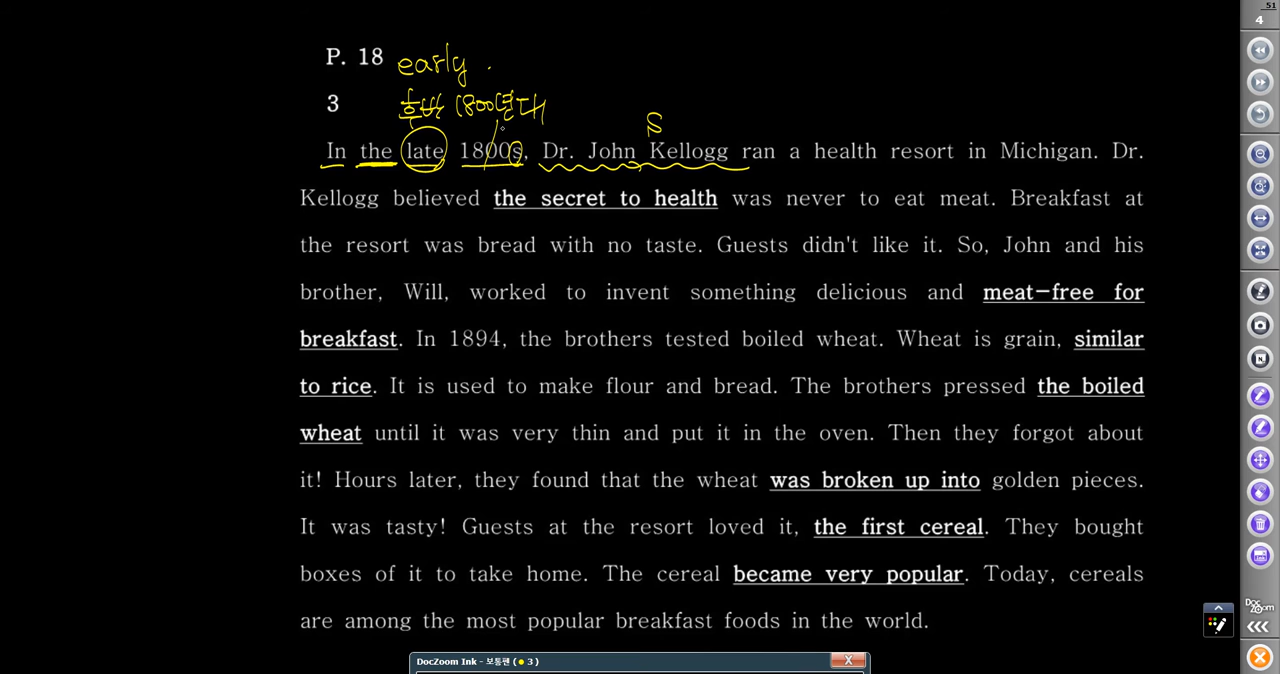 51
4
P. 18 early .
3 후반 1800년대
S
In the late 1800s, Dr. John Kellogg ran a health resort in Michigan. Dr.
Kellogg believed the secret to health was never to eat meat. Breakfast at
the resort was bread with no taste. Guests didn't like it. So, John and his
brother, Will, worked to invent something delicious and meat-free for
breakfast. In 1894, the brothers tested boiled wheat. Wheat is grain, similar
to rice. It is used to make flour and bread. The brothers pressed the boiled
wheat until it was very thin and put it in the oven. Then they forgot about
it! Hours later, they found that the wheat was broken up into golden pieces.
It was tasty! Guests at the resort loved it, the first cereal. They bought
boxes of it to take home. The cereal became very popular. Today, cereals
are among the most popular breakfast foods in the world.
Doc Zoom
DocZoom Ink - 보통펜 ( 3 )
X